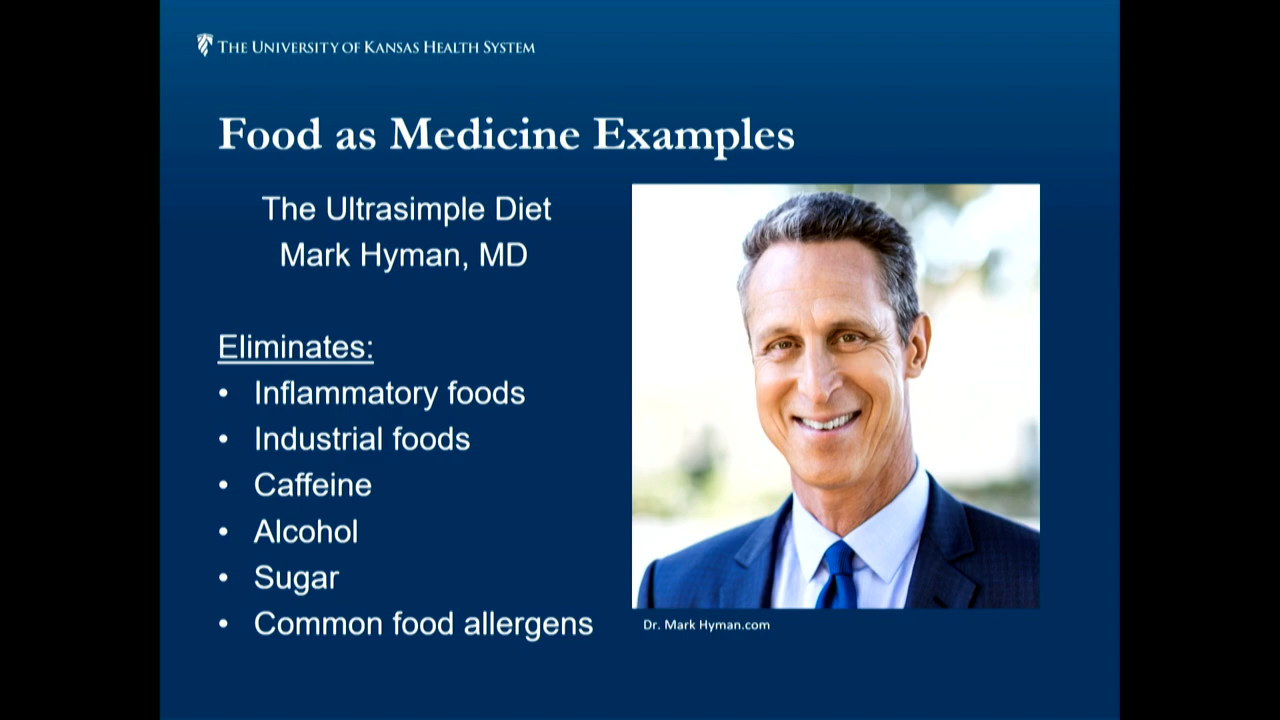 THE UNIVERSITY OF KANSAS HEALTH SYSTEM
Food as Medicine Examples
The Ultrasimple Diet
Mark Hyman, MD
Eliminates:
• Inflammatory foods
• Industrial foods
• Caffeine
• Alcohol
• Sugar
• Common food allergens
Dr. Mark Hyman.com